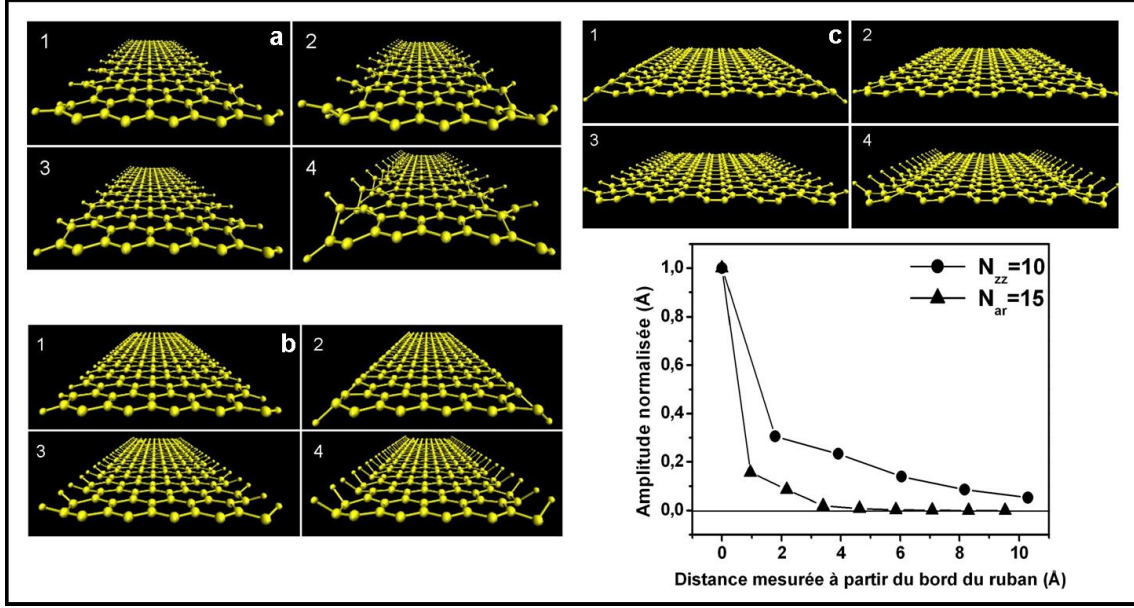 1
a
2
3
4
1
b
2
3
4
1
c
2
3
4
Amplitude normalisée (Å)
1,0
0,8
0,6
0,4
0,2
0,0
N_zz=10
N_ar=15
0 2 4 6 8 10
Distance mesurée à partir du bord du ruban (Å)